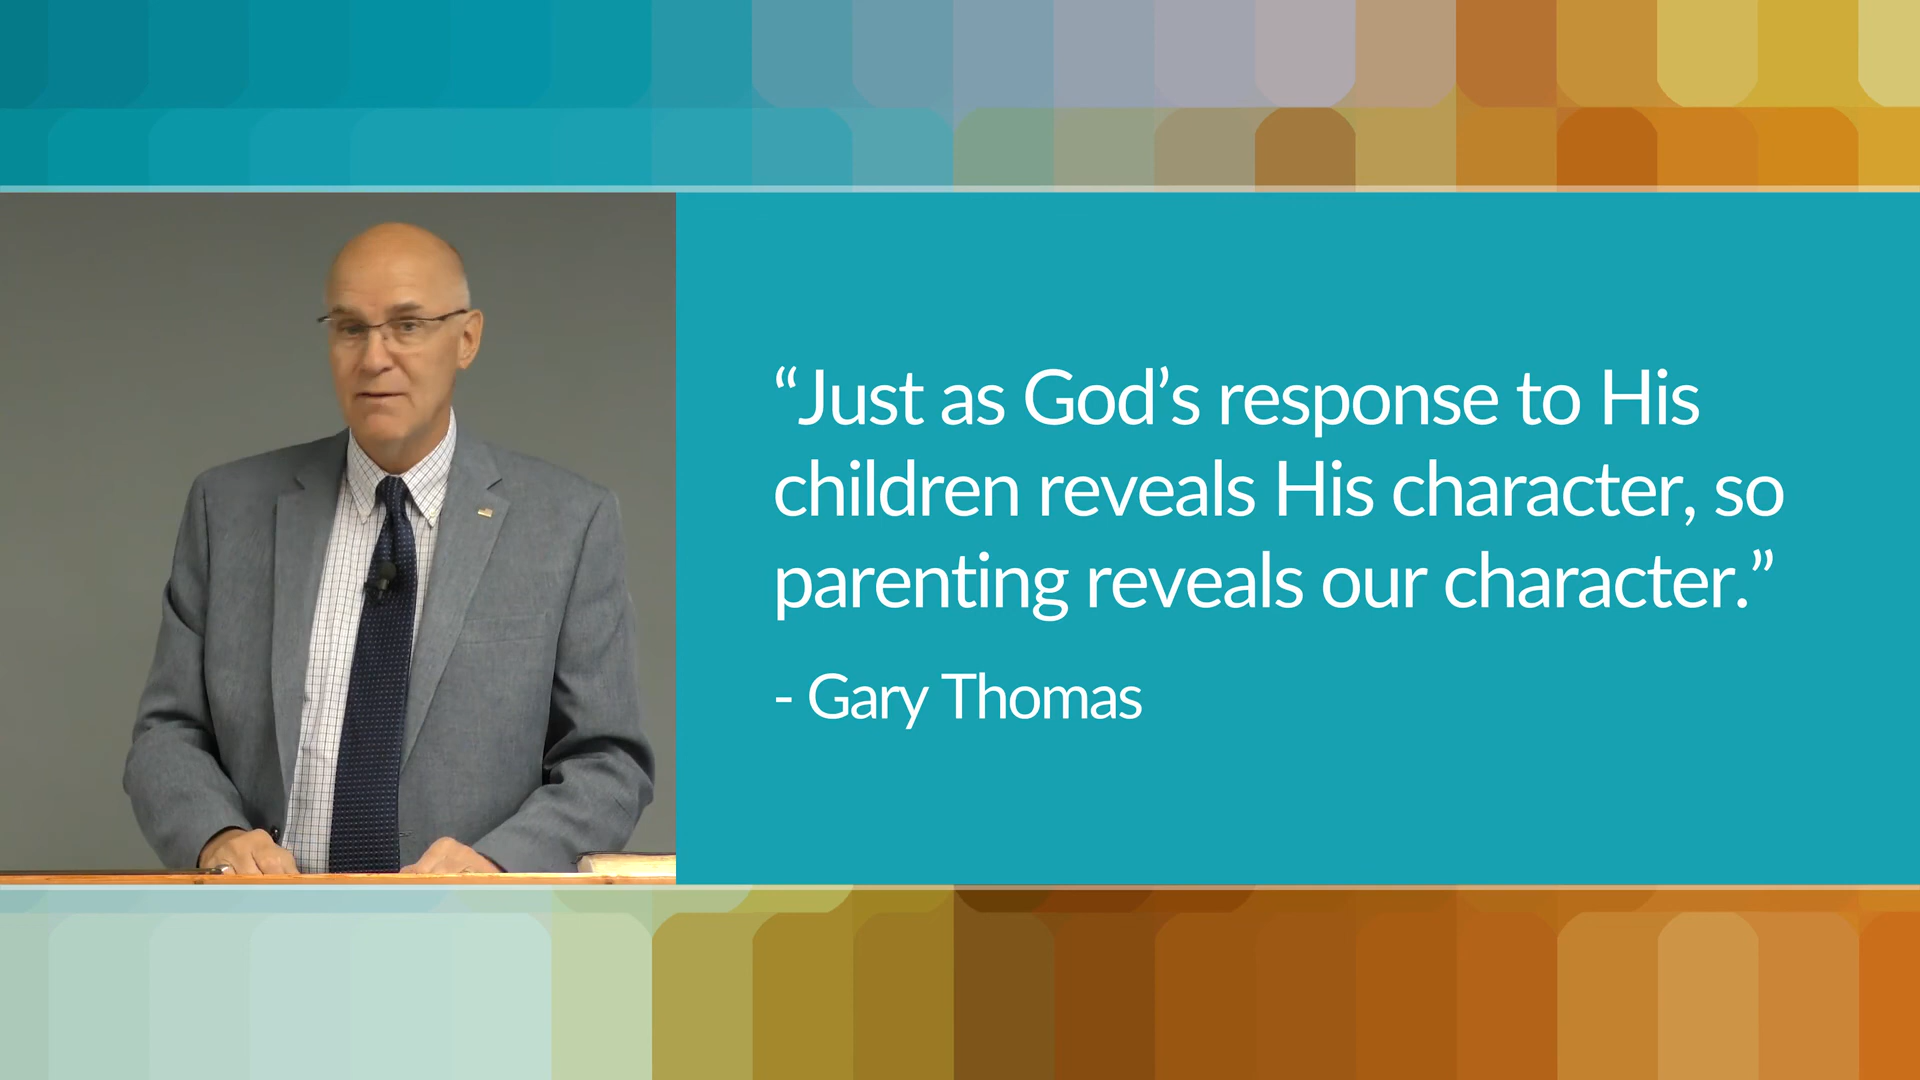 “Just as God’s response to His
children reveals His character, so
parenting reveals our character.”
- Gary Thomas